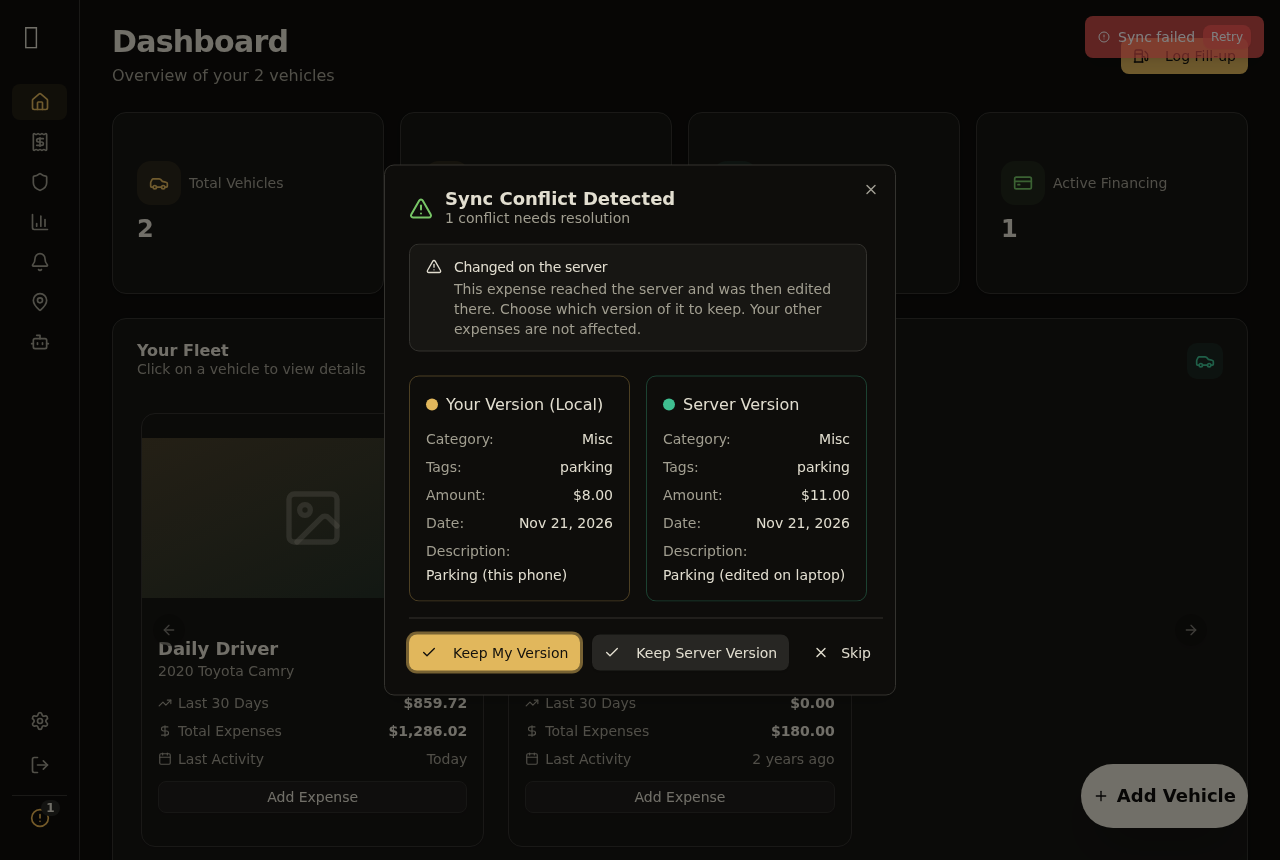 Dashboard
Overview of your 2 vehicles
Sync failed Retry
Log Fill-up
Total Vehicles
2
Active Financing
1
Your Fleet
Click on a vehicle to view details
Sync Conflict Detected
1 conflict needs resolution
Changed on the server
This expense reached the server and was then edited
there. Choose which version of it to keep. Your other
expenses are not affected.
Your Version (Local)
Category: Misc
Tags: parking
Amount: $8.00
Date: Nov 21, 2026
Description:
Parking (this phone)
Server Version
Category: Misc
Tags: parking
Amount: $11.00
Date: Nov 21, 2026
Description:
Parking (edited on laptop)
Keep My Version
Keep Server Version
Skip
Daily Driver
2020 Toyota Camry
Last 30 Days $859.72
Total Expenses $1,286.02
Last Activity Today
Add Expense
Last 30 Days $0.00
Total Expenses $180.00
Last Activity 2 years ago
Add Expense
1
Add Vehicle